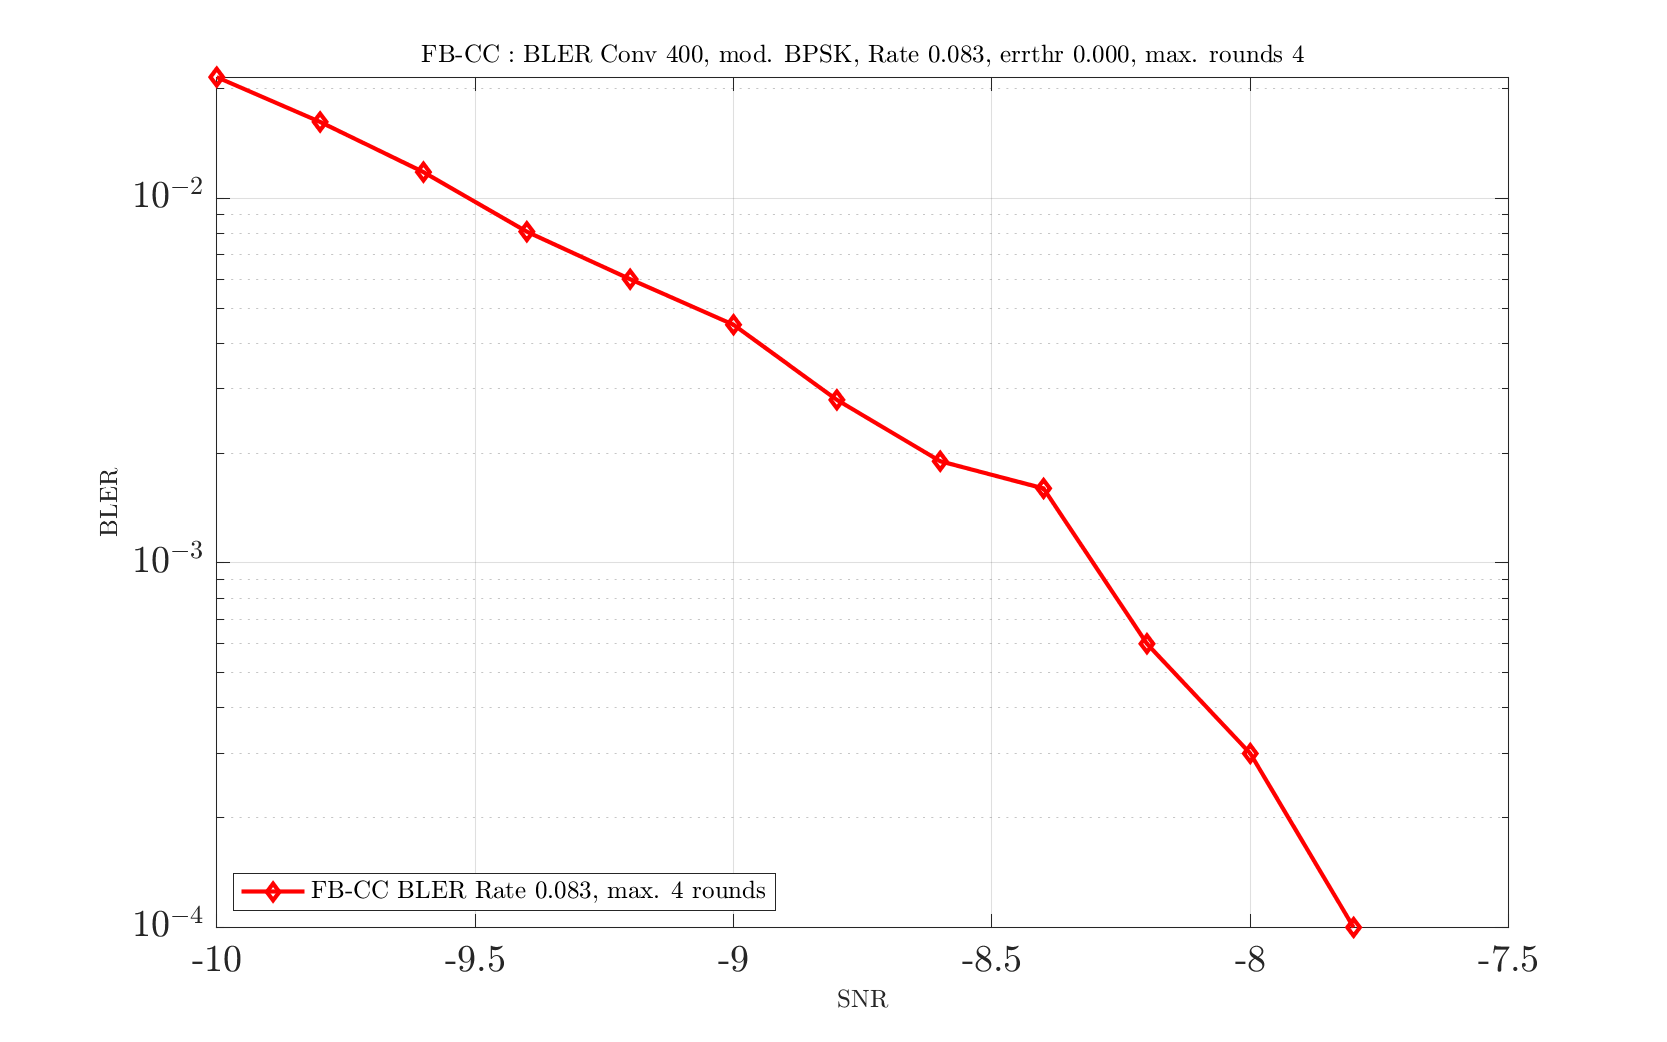 FB-CC : BLER Conv 400, mod. BPSK, Rate 0.083, errthr 0.000, max. rounds 4
10⁻²
10⁻³
10⁻⁴
BLER
FB-CC BLER Rate 0.083, max. 4 rounds
-10 -9.5 -9 -8.5 -8 -7.5
SNR